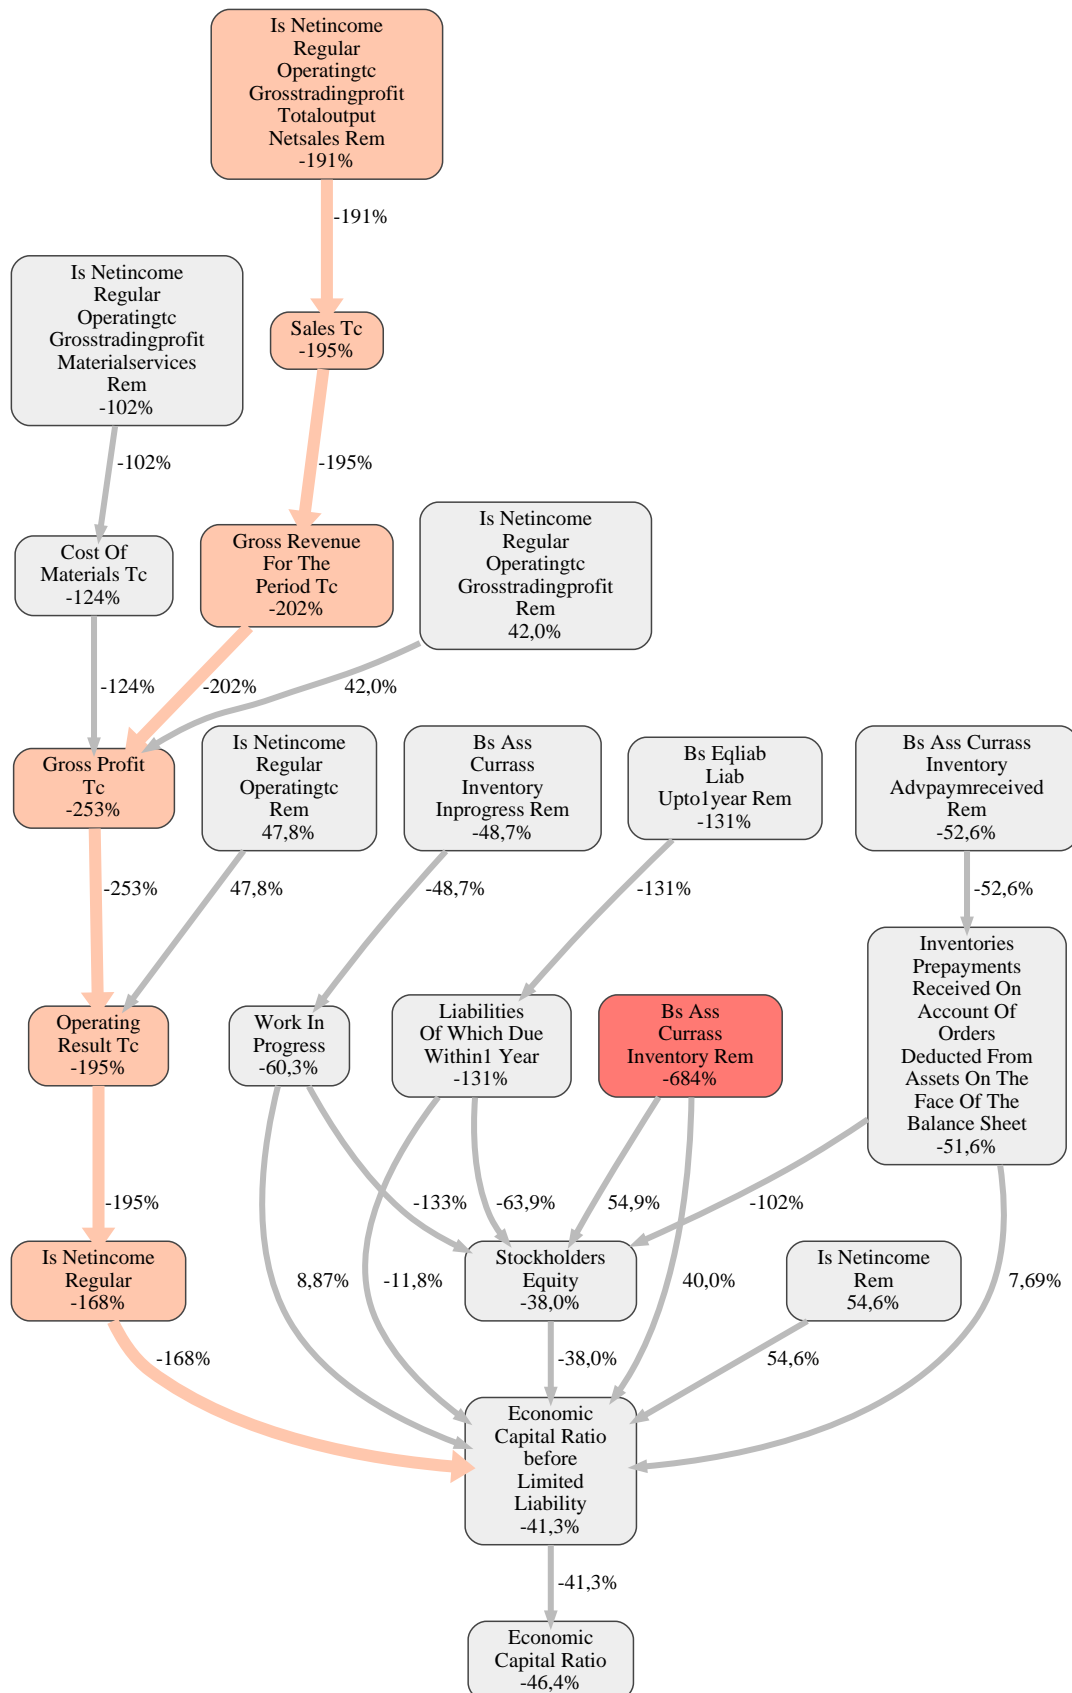 Is Netincome
Regular
Operatingtc
Grosstradingprofit
Totaloutput
Netsales Rem
-191%
-191%
Is Netincome
Regular
Operatingtc
Grosstradingprofit
Materialservices
Rem
-102%
Sales Tc
-195%
-102%
-195%
Is Netincome
Regular
Operatingtc
Grosstradingprofit
Rem
42,0%
Cost Of
Materials Tc
-124%
Gross Revenue
For The
Period Tc
-202%
-124%
-202%
42,0%
Gross Profit
Tc
-253%
Is Netincome
Regular
Operatingtc
Rem
47,8%
Bs Ass
Currass
Inventory
Inprogress Rem
-48,7%
Bs Eqliab
Liab
Upto1year Rem
-131%
Bs Ass Currass
Inventory
Advpaymreceived
Rem
-52,6%
-253%
47,8%
-48,7%
-131%
-52,6%
Operating
Result Tc
-195%
Work In
Progress
-60,3%
Liabilities
Of Which Due
Within1 Year
-131%
Bs Ass
Currass
Inventory Rem
-684%
Inventories
Prepayments
Received On
Account Of
Orders
Deducted From
Assets On The
Face Of The
Balance Sheet
-51,6%
-195%
-133%
-63,9%
54,9%
-102%
Is Netincome
Regular
-168%
8,87%
-11,8%
Stockholders
Equity
-38,0%
40,0%
Is Netincome
Rem
54,6%
7,69%
-168%
-38,0%
54,6%
Economic
Capital Ratio
before
Limited
Liability
-41,3%
-41,3%
Economic
Capital Ratio
-46,4%